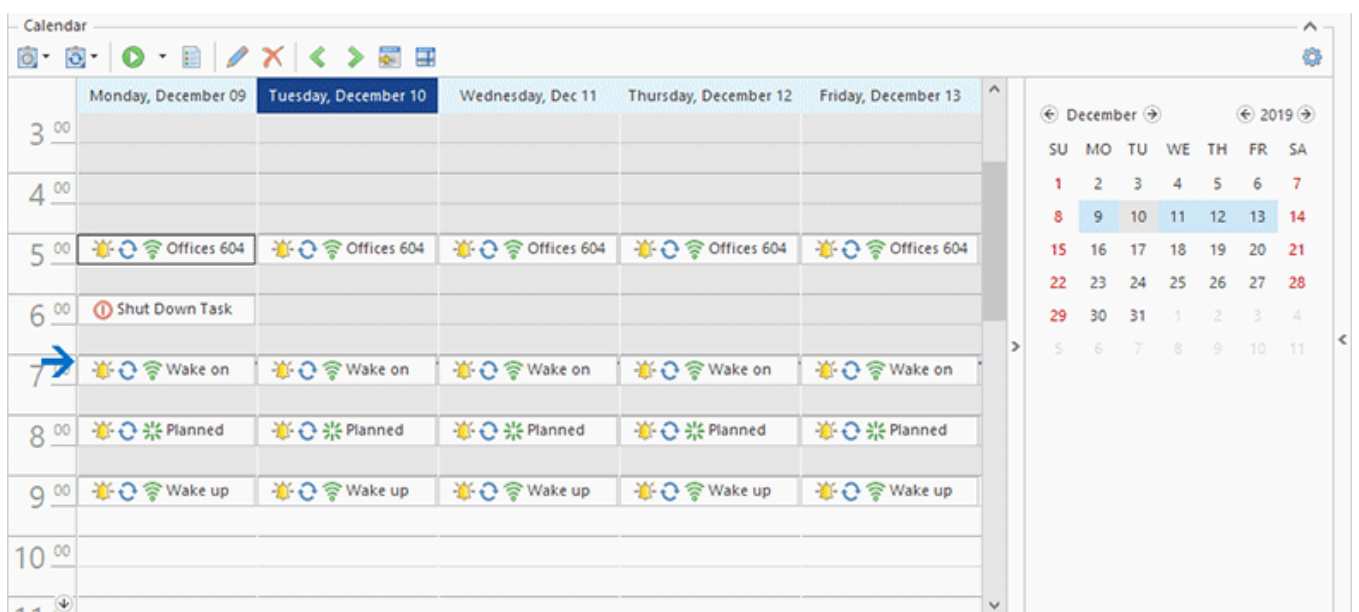 Calendar
Monday, December 09 Tuesday, December 10 Wednesday, Dec 11 Thursday, December 12 Friday, December 13
December 2019
3 00
SU MO TU WE TH FR SA
1 2 3 4 5 6 7
4 00
8 9 10 11 12 13 14
5 00 Offices 604 Offices 604 Offices 604 Offices 604 Offices 604
15 16 17 18 19 20 21
22 23 24 25 26 27 28
6 00 Shut Down Task
29 30 31 1 2 3 4
5 6 7 8 9 10 11
7 Wake on Wake on Wake on Wake on Wake on
8 00 Planned Planned Planned Planned Planned
9 00 Wake up Wake up Wake up Wake up Wake up
10 00